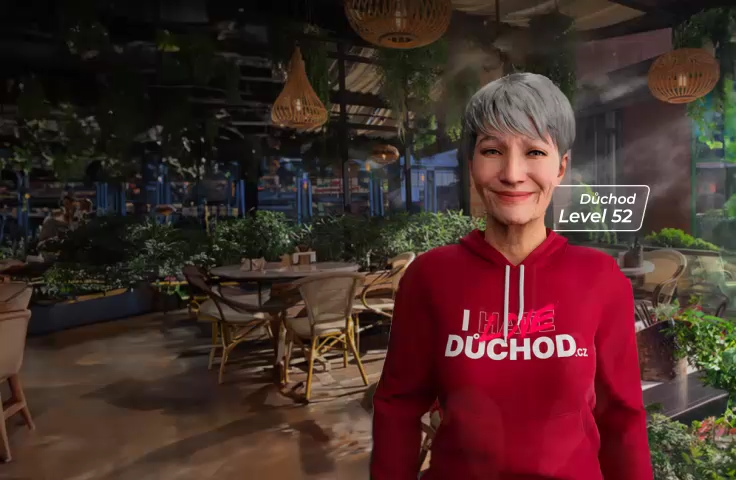 Důchod
Level 52
I HATE
DŮCHOD.CZ